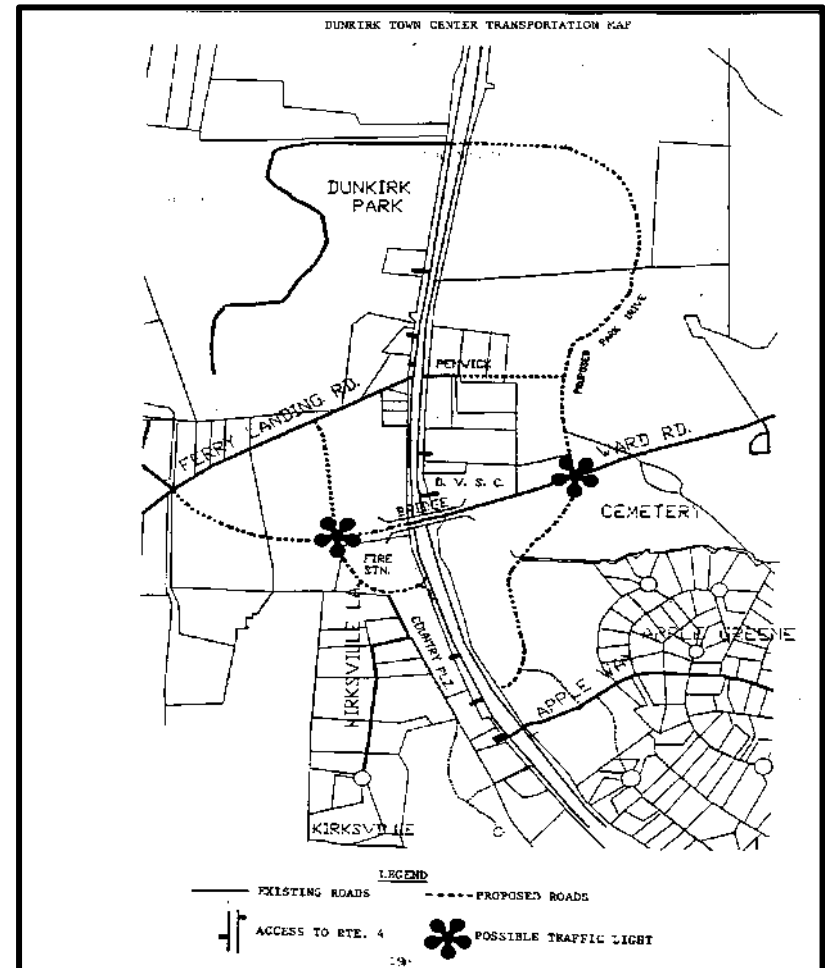 DUNKIRK TOWN CENTER TRANSPORTATION MAP
DUNKIRK
PARK
PROPOSED PARK DRIVE
PENWICK
FERRY LANDING RD.
WARD RD.
D. V. S. C.
BRIDGE
CEMETERY
FIRE
STN.
KIRKSVILLE LA
COUNTRY PLZ.
APPLE GREENE
APPLE WAY
KIRKSVILLE
LEGEND
EXISTING ROADS
PROPOSED ROADS
ACCESS TO RTE. 4
POSSIBLE TRAFFIC LIGHT